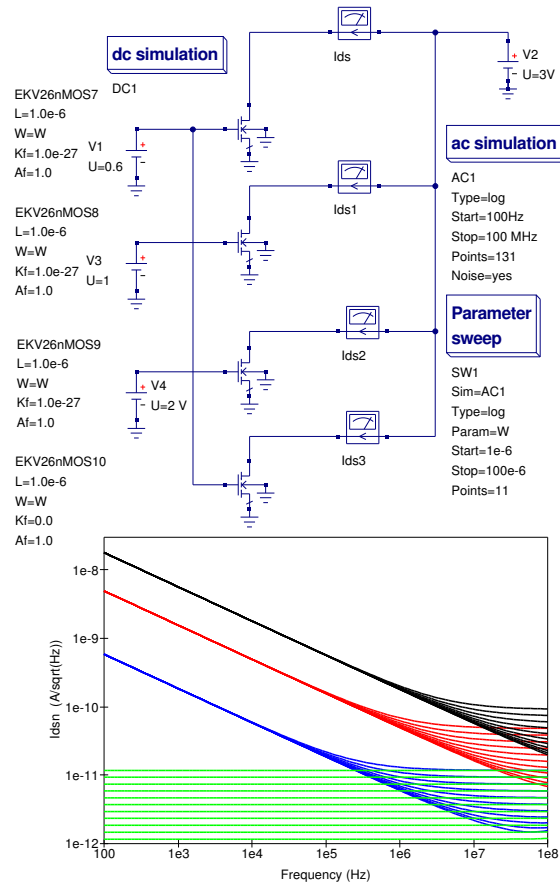 dc simulation
DC1
Ids
V2
U=3V
EKV26nMOS7
L=1.0e-6
W=W
Kf=1.0e-27
Af=1.0
V1
U=0.6
ac simulation
AC1
Type=log
Start=100Hz
Stop=100 MHz
Points=131
Noise=yes
Ids1
EKV26nMOS8
L=1.0e-6
W=W
Kf=1.0e-27
Af=1.0
V3
U=1
Parameter
sweep
SW1
Sim=AC1
Type=log
Param=W
Start=1e-6
Stop=100e-6
Points=11
Ids2
EKV26nMOS9
L=1.0e-6
W=W
Kf=1.0e-27
Af=1.0
V4
U=2 V
Ids3
EKV26nMOS10
L=1.0e-6
W=W
Kf=0.0
Af=1.0
Idsn (A/sqrt(Hz))
1e-8
1e-9
1e-10
1e-11
1e-12
100
1e3
1e4
1e5
1e6
1e7
1e8
Frequency (Hz)